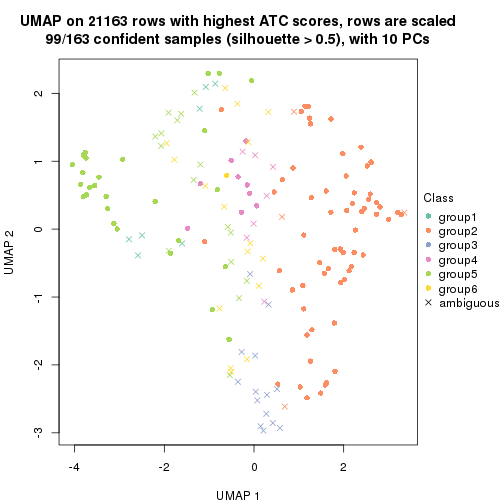 UMAP on 21163 rows with highest ATC scores, rows are scaled
99/163 confident samples (silhouette > 0.5), with 10 PCs
2
1
0
-1
-2
-3
UMAP 2
-4
-2
0
2
UMAP 1
Class
group1
group2
group3
group4
group5
group6
ambiguous